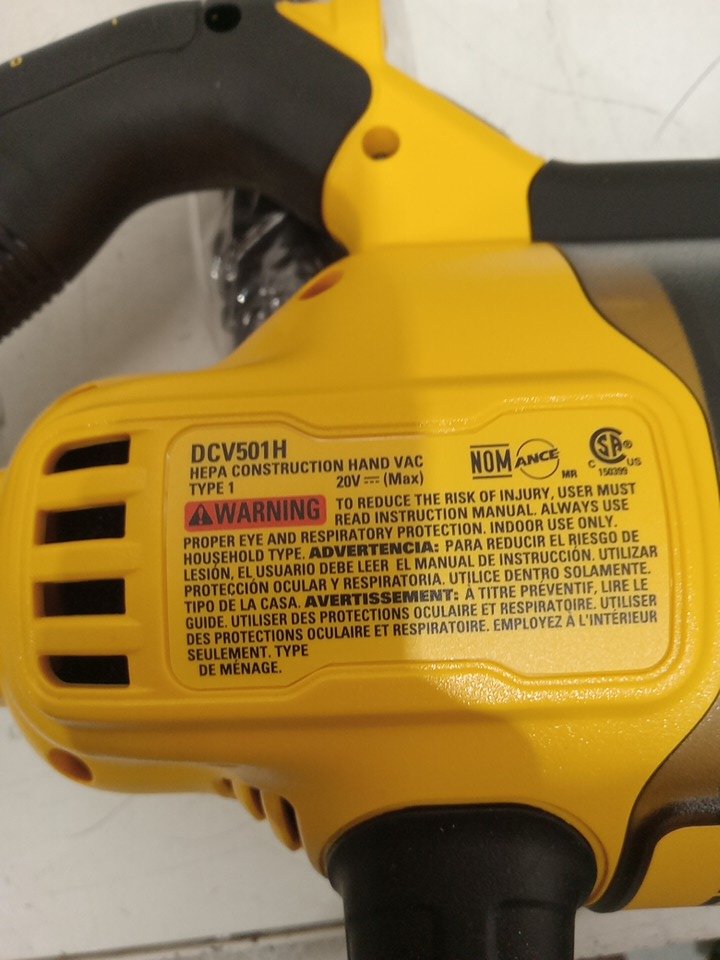 DCV501H
HEPA CONSTRUCTION HAND VAC
TYPE 1 20V ⎓ (Max)
NOM ANCE MR
SA ® C US 150399
⚠WARNING TO REDUCE THE RISK OF INJURY, USER MUST
READ INSTRUCTION MANUAL. ALWAYS USE
PROPER EYE AND RESPIRATORY PROTECTION. INDOOR USE ONLY.
HOUSEHOLD TYPE. ADVERTENCIA: PARA REDUCIR EL RIESGO DE
LESIÓN, EL USUARIO DEBE LEER EL MANUAL DE INSTRUCCIÓN. UTILIZAR
PROTECCIÓN OCULAR Y RESPIRATORIA. UTILICE DENTRO SOLAMENTE.
TIPO DE LA CASA. AVERTISSEMENT: À TITRE PRÉVENTIF, LIRE LE
GUIDE. UTILISER DES PROTECTIONS OCULAIRE ET RESPIRATOIRE. UTILISER
DES PROTECTIONS OCULAIRE ET RESPIRATOIRE. EMPLOYEZ À L'INTÉRIEUR
SEULEMENT. TYPE
DE MÉNAGE.